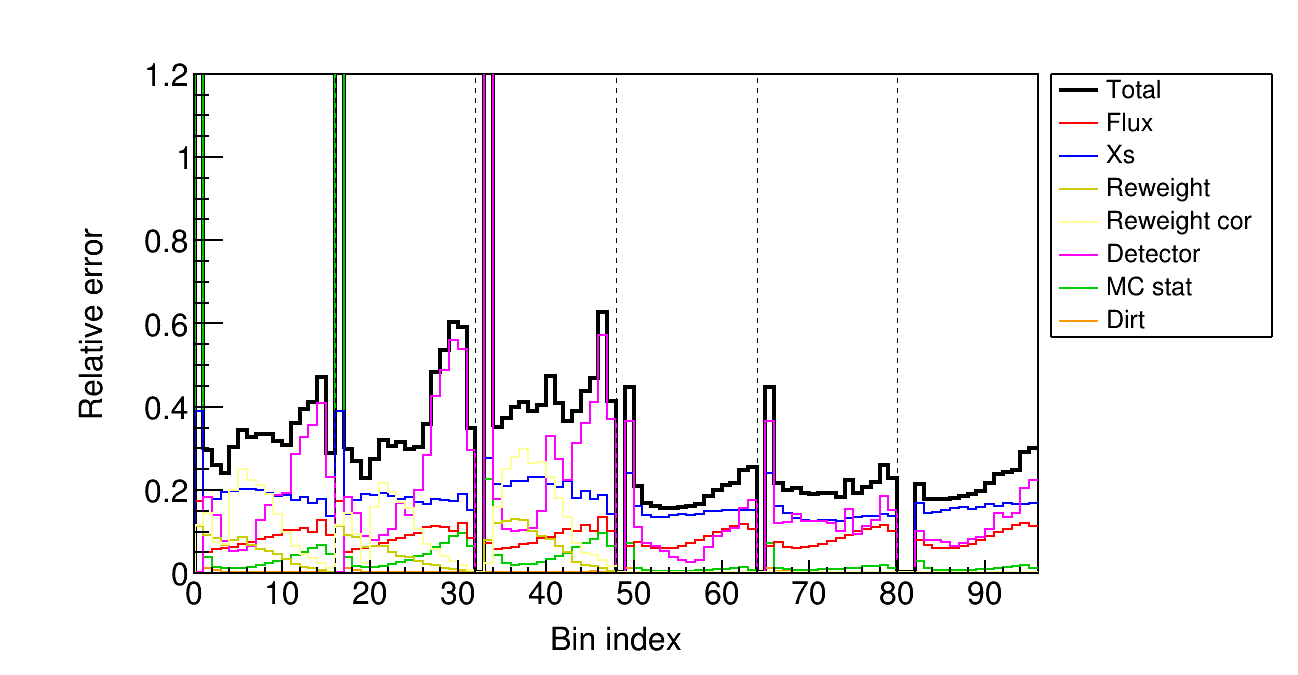 1.2
1
0.8
0.6
0.4
0.2
0
Relative error
0 10 20 30 40 50 60 70 80 90
Bin index
Total
Flux
Xs
Reweight
Reweight cor
Detector
MC stat
Dirt